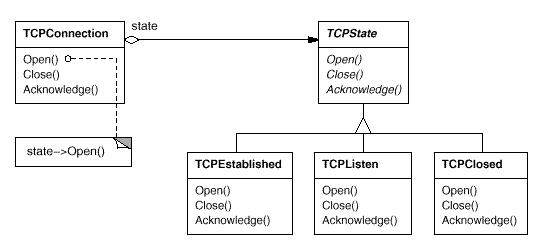 TCPConnection
Open()
Close()
Acknowledge()
state
TCPState
Open()
Close()
Acknowledge()
state->Open()
TCPEstablished
Open()
Close()
Acknowledge()
TCPListen
Open()
Close()
Acknowledge()
TCPClosed
Open()
Close()
Acknowledge()